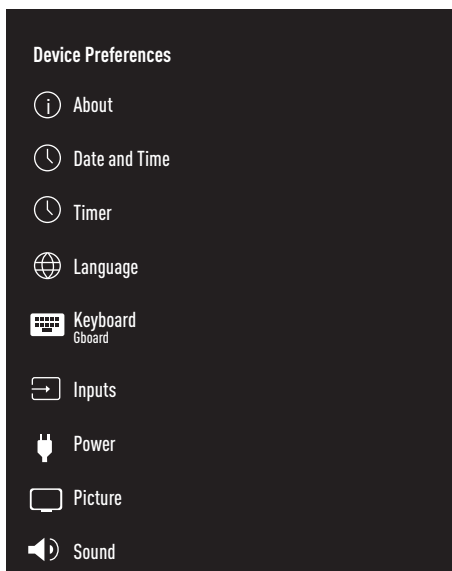 Device Preferences
About
Date and Time
Timer
Language
Keyboard
Gboard
Inputs
Power
Picture
Sound